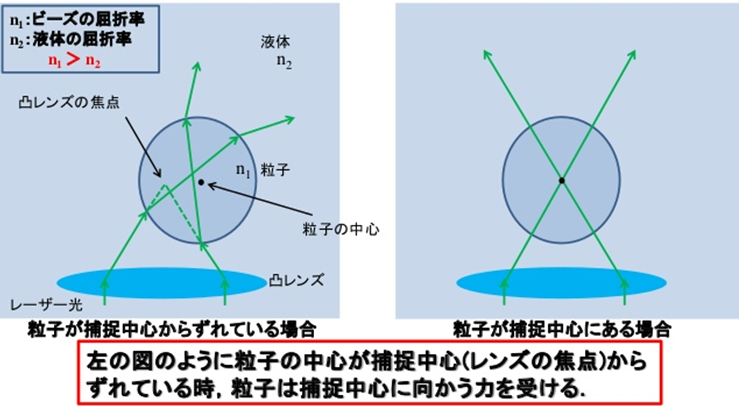 n₁:ビーズの屈折率
n₂:液体の屈折率
n₁ > n₂
液体
n₂
凸レンズの焦点
n₁ 粒子
粒子の中心
凸レンズ
レーザー光
粒子が捕捉中心からずれている場合
粒子が捕捉中心にある場合
左の図のように粒子の中心が捕捉中心(レンズの焦点)から
ずれている時,粒子は捕捉中心に向かう力を受ける.